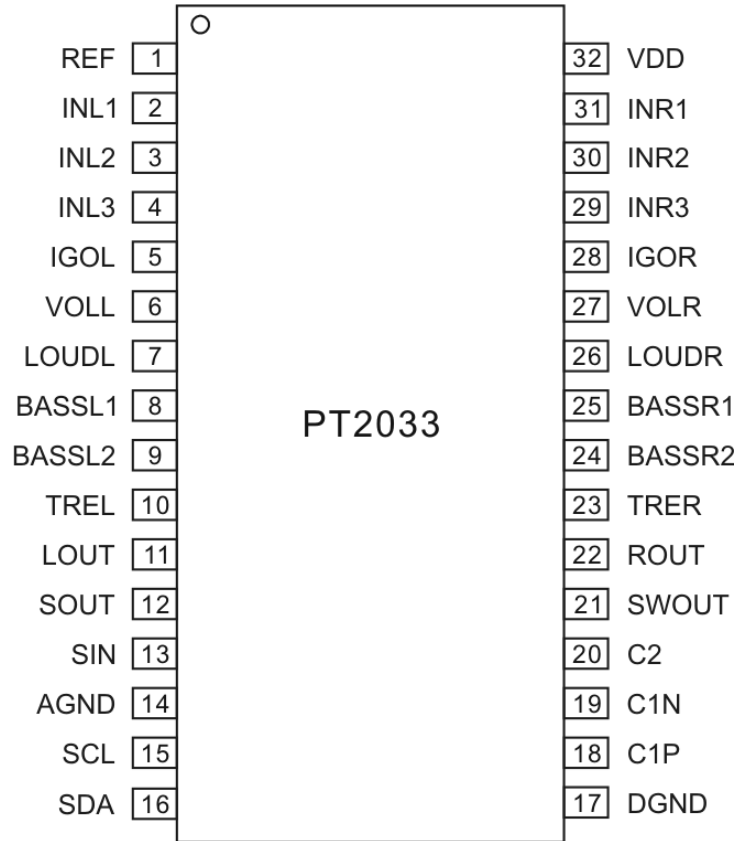 REF 1 32 VDD
INL1 2 31 INR1
INL2 3 30 INR2
INL3 4 29 INR3
IGOL 5 28 IGOR
VOLL 6 27 VOLR
LOUDL 7 26 LOUDR
BASSL1 8 25 BASSR1
PT2033
BASSL2 9 24 BASSR2
TREL 10 23 TRER
LOUT 11 22 ROUT
SOUT 12 21 SWOUT
SIN 13 20 C2
AGND 14 19 C1N
SCL 15 18 C1P
SDA 16 17 DGND